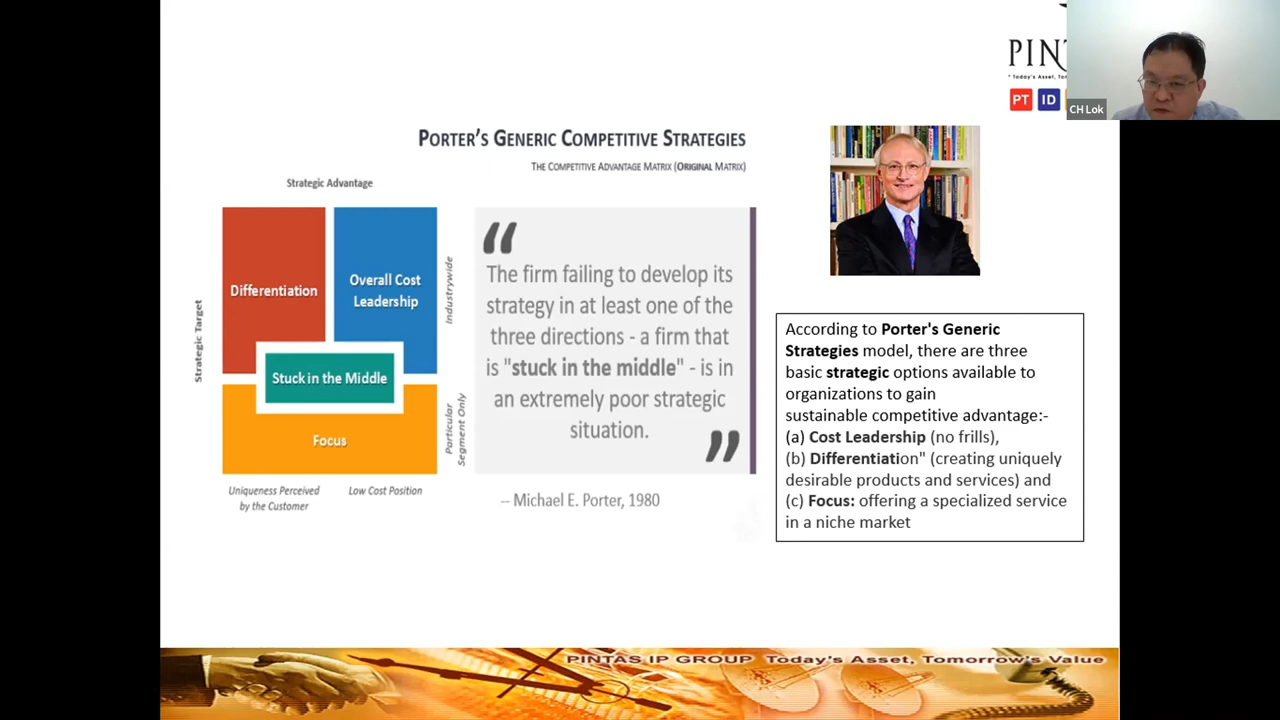 PIN
PT ID
CH Lok
PORTER'S GENERIC COMPETITIVE STRATEGIES
THE COMPETITIVE ADVANTAGE MATRIX (ORIGINAL MATRIX)
Strategic Advantage
Strategic Target
Differentiation
Overall Cost
Leadership
Industrywide
Stuck in the Middle
Focus
Particular
Segment Only
Uniqueness Perceived
by the Customer
Low Cost Position
“
The firm failing to develop its
strategy in at least one of the
three directions - a firm that
is "stuck in the middle" - is in
an extremely poor strategic
situation.
”
-- Michael E. Porter, 1980
According to Porter's Generic
Strategies model, there are three
basic strategic options available to
organizations to gain
sustainable competitive advantage:-
(a) Cost Leadership (no frills),
(b) Differentiation" (creating uniquely
desirable products and services) and
(c) Focus: offering a specialized service
in a niche market
PINTAS IP GROUP Today's Asset, Tomorrow's Value